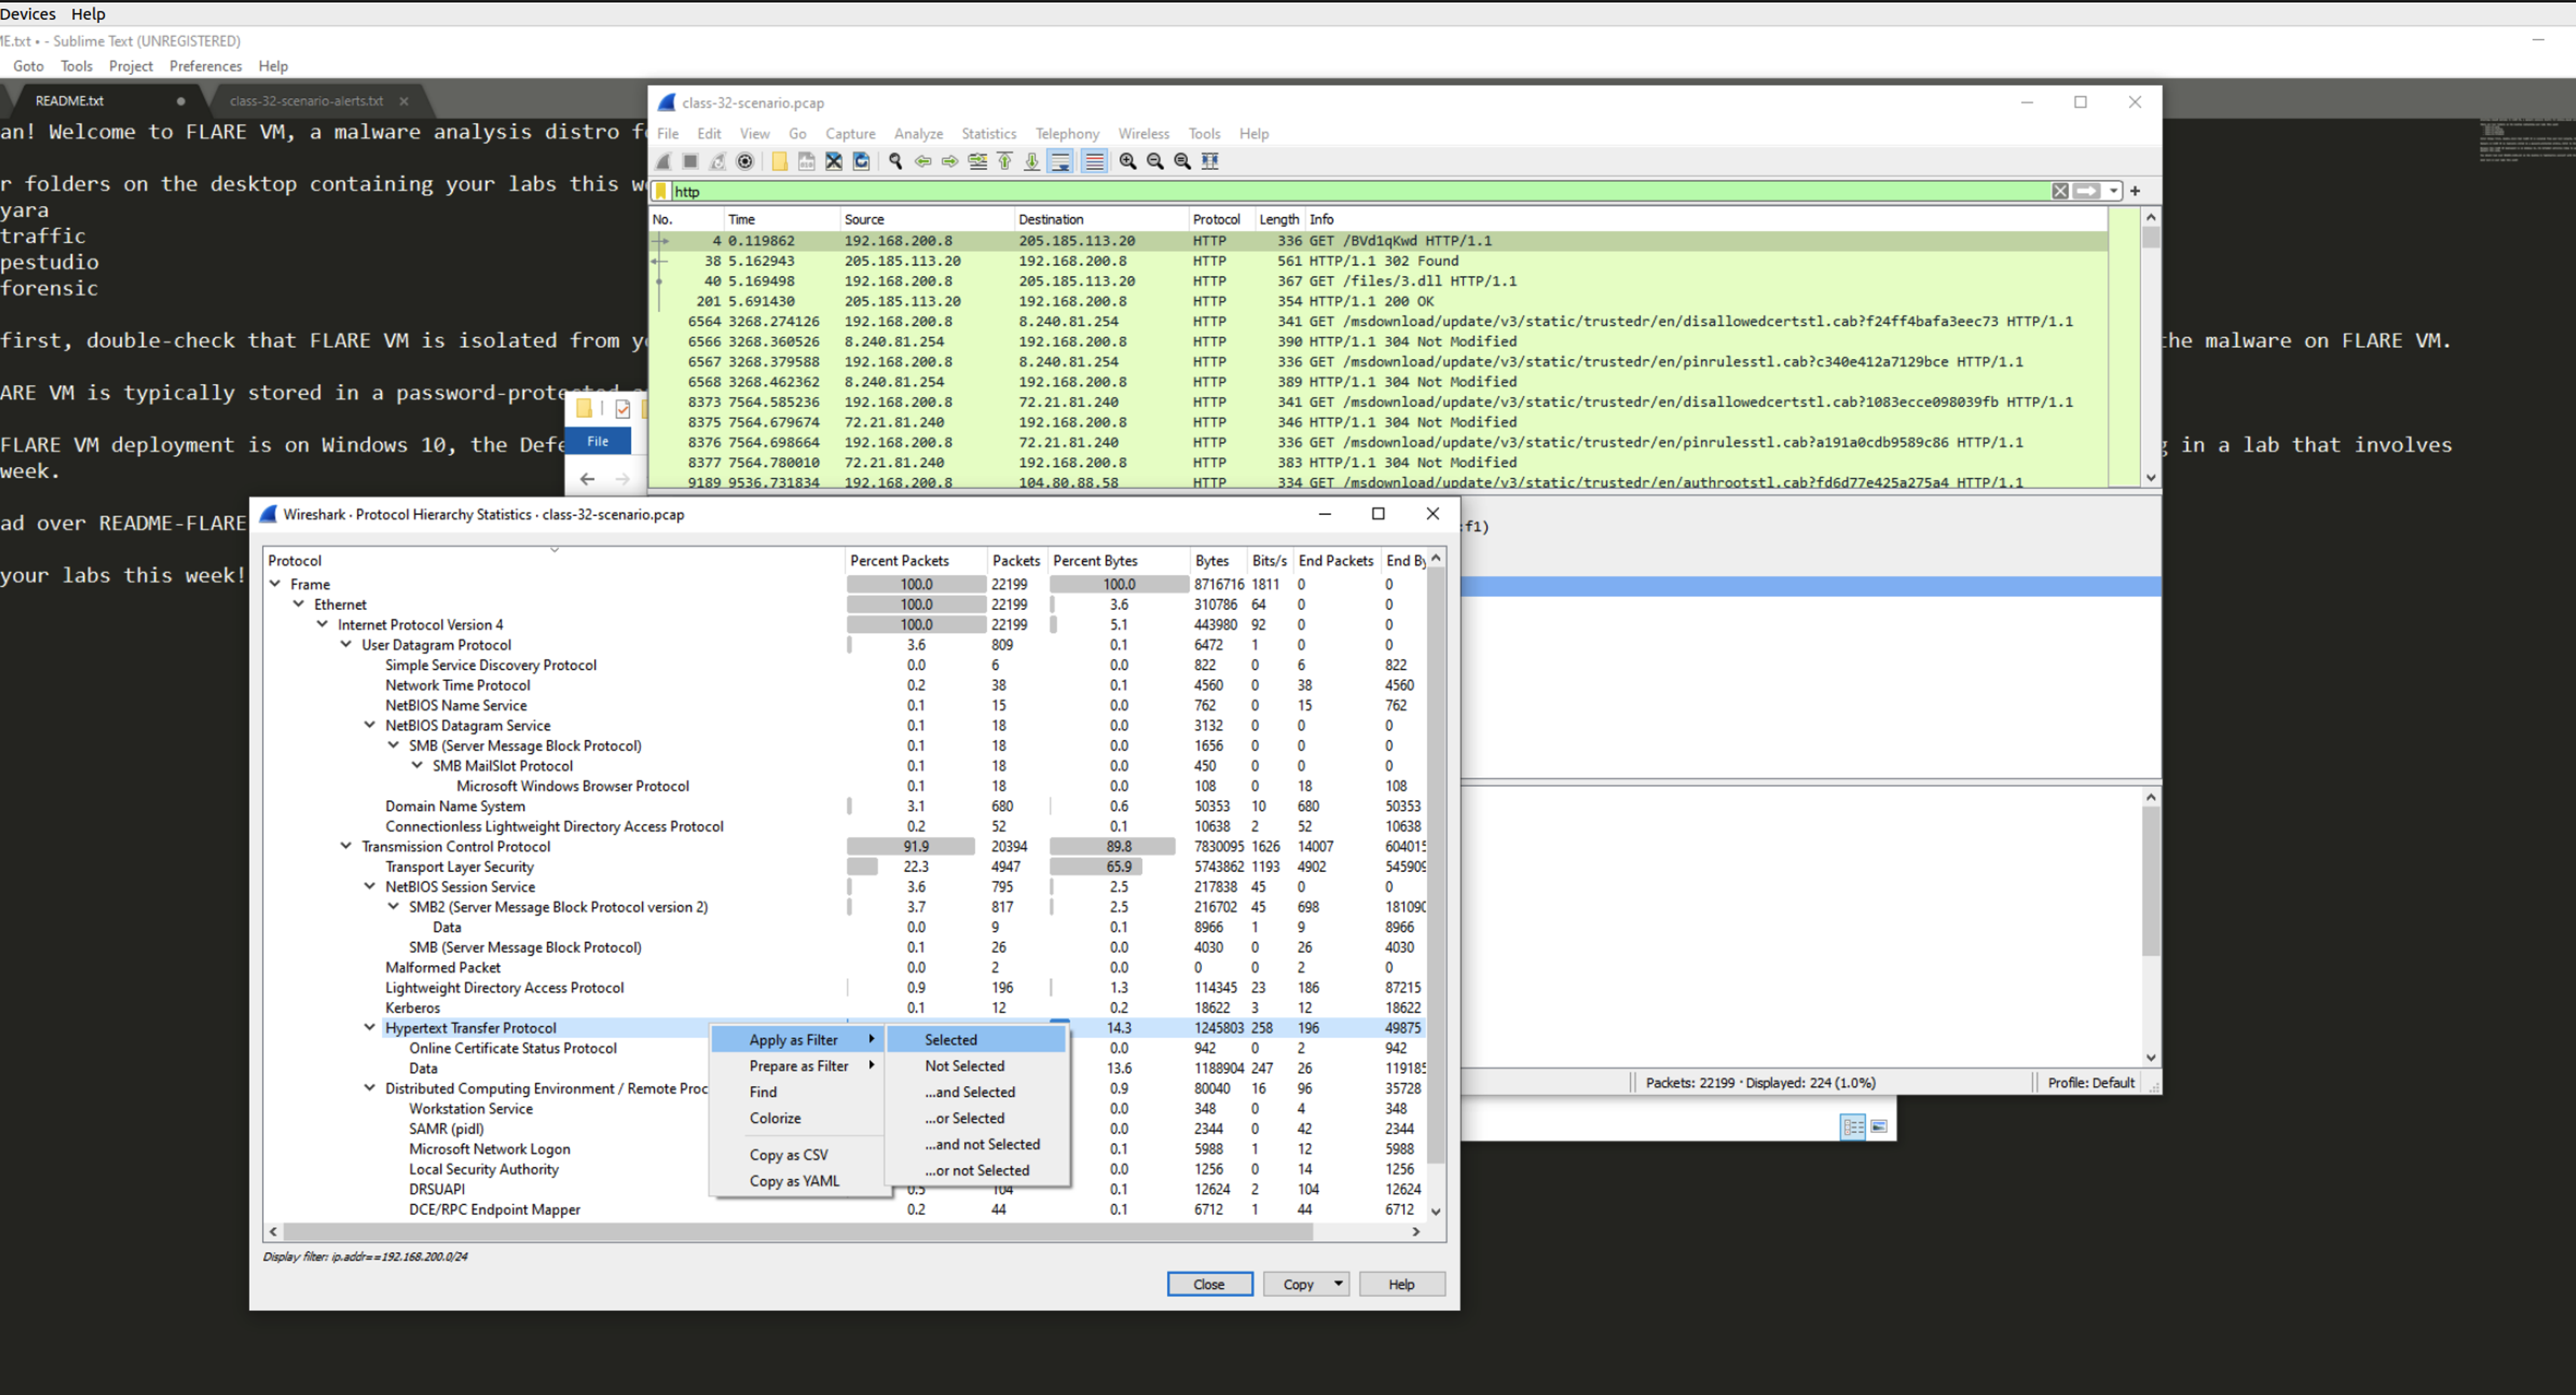 Devices Help
E.txt • - Sublime Text (UNREGISTERED)
Goto Tools Project Preferences Help
README.txt class-32-scenario-alerts.txt
an! Welcome to FLARE VM, a malware analysis distro f
r folders on the desktop containing your labs this w
yara
traffic
pestudio
forensic
first, double-check that FLARE VM is isolated from y
the malware on FLARE VM.
ARE VM is typically stored in a password-protected
FLARE VM deployment is on Windows 10, the Defe
in a lab that involves
week.
ad over README-FLARE
your labs this week!
File
class-32-scenario.pcap
File Edit View Go Capture Analyze Statistics Telephony Wireless Tools Help
http
No. Time Source Destination Protocol Length Info
4 0.119862 192.168.200.8 205.185.113.20 HTTP 336 GET /BVd1qKwd HTTP/1.1
38 5.162943 205.185.113.20 192.168.200.8 HTTP 561 HTTP/1.1 302 Found
40 5.169498 192.168.200.8 205.185.113.20 HTTP 367 GET /files/3.dll HTTP/1.1
201 5.691430 205.185.113.20 192.168.200.8 HTTP 354 HTTP/1.1 200 OK
6564 3268.274126 192.168.200.8 8.240.81.254 HTTP 341 GET /msdownload/update/v3/static/trustedr/en/disallowedcertstl.cab?f24ff4bafa3eec73 HTTP/1.1
6566 3268.360526 8.240.81.254 192.168.200.8 HTTP 390 HTTP/1.1 304 Not Modified
6567 3268.379588 192.168.200.8 8.240.81.254 HTTP 336 GET /msdownload/update/v3/static/trustedr/en/pinrulesstl.cab?c340e412a7129bce HTTP/1.1
6568 3268.462362 8.240.81.254 192.168.200.8 HTTP 389 HTTP/1.1 304 Not Modified
8373 7564.585236 192.168.200.8 72.21.81.240 HTTP 341 GET /msdownload/update/v3/static/trustedr/en/disallowedcertstl.cab?1083ecce098039fb HTTP/1.1
8375 7564.679674 72.21.81.240 192.168.200.8 HTTP 346 HTTP/1.1 304 Not Modified
8376 7564.698664 192.168.200.8 72.21.81.240 HTTP 336 GET /msdownload/update/v3/static/trustedr/en/pinrulesstl.cab?a191a0cdb9589c86 HTTP/1.1
8377 7564.780010 72.21.81.240 192.168.200.8 HTTP 383 HTTP/1.1 304 Not Modified
9189 9536.731834 192.168.200.8 104.80.88.58 HTTP 334 GET /msdownload/update/v3/static/trustedr/en/authrootstl.cab?fd6d77e425a275a4 HTTP/1.1
:f1)
Packets: 22199 · Displayed: 224 (1.0%) Profile: Default
Wireshark · Protocol Hierarchy Statistics · class-32-scenario.pcap
Protocol Percent Packets Packets Percent Bytes Bytes Bits/s End Packets End By
Frame 100.0 22199 100.0 8716716 1811 0 0
Ethernet 100.0 22199 3.6 310786 64 0 0
Internet Protocol Version 4 100.0 22199 5.1 443980 92 0 0
User Datagram Protocol 3.6 809 0.1 6472 1 0 0
Simple Service Discovery Protocol 0.0 6 0.0 822 0 6 822
Network Time Protocol 0.2 38 0.1 4560 0 38 4560
NetBIOS Name Service 0.1 15 0.0 762 0 15 762
NetBIOS Datagram Service 0.1 18 0.0 3132 0 0 0
SMB (Server Message Block Protocol) 0.1 18 0.0 1656 0 0 0
SMB MailSlot Protocol 0.1 18 0.0 450 0 0 0
Microsoft Windows Browser Protocol 0.1 18 0.0 108 0 18 108
Domain Name System 3.1 680 0.6 50353 10 680 50353
Connectionless Lightweight Directory Access Protocol 0.2 52 0.1 10638 2 52 10638
Transmission Control Protocol 91.9 20394 89.8 7830095 1626 14007 604015
Transport Layer Security 22.3 4947 65.9 5743862 1193 4902 545909
NetBIOS Session Service 3.6 795 2.5 217838 45 0 0
SMB2 (Server Message Block Protocol version 2) 3.7 817 2.5 216702 45 698 18109
Data 0.0 9 0.1 8966 1 9 8966
SMB (Server Message Block Protocol) 0.1 26 0.0 4030 0 26 4030
Malformed Packet 0.0 2 0.0 0 0 2 0
Lightweight Directory Access Protocol 0.9 196 1.3 114345 23 186 87215
Kerberos 0.1 12 0.2 18622 3 12 18622
Hypertext Transfer Protocol 14.3 1245803 258 196 49875
Online Certificate Status Protocol 0.0 942 0 2 942
Data 13.6 1188904 247 26 119185
Distributed Computing Environment / Remote Proc 0.9 80040 16 96 35728
Workstation Service 0.0 348 0 4 348
SAMR (pidl) 0.0 2344 0 42 2344
Microsoft Network Logon 0.1 5988 1 12 5988
Local Security Authority 0.0 1256 0 14 1256
DRSUAPI 0.5 104 0.1 12624 2 104 12624
DCE/RPC Endpoint Mapper 0.2 44 0.1 6712 1 44 6712
Apply as Filter
Prepare as Filter
Find
Colorize
Copy as CSV
Copy as YAML
Selected
Not Selected
...and Selected
...or Selected
...and not Selected
...or not Selected
Display filter: ip.addr==192.168.200.0/24
Close Copy Help